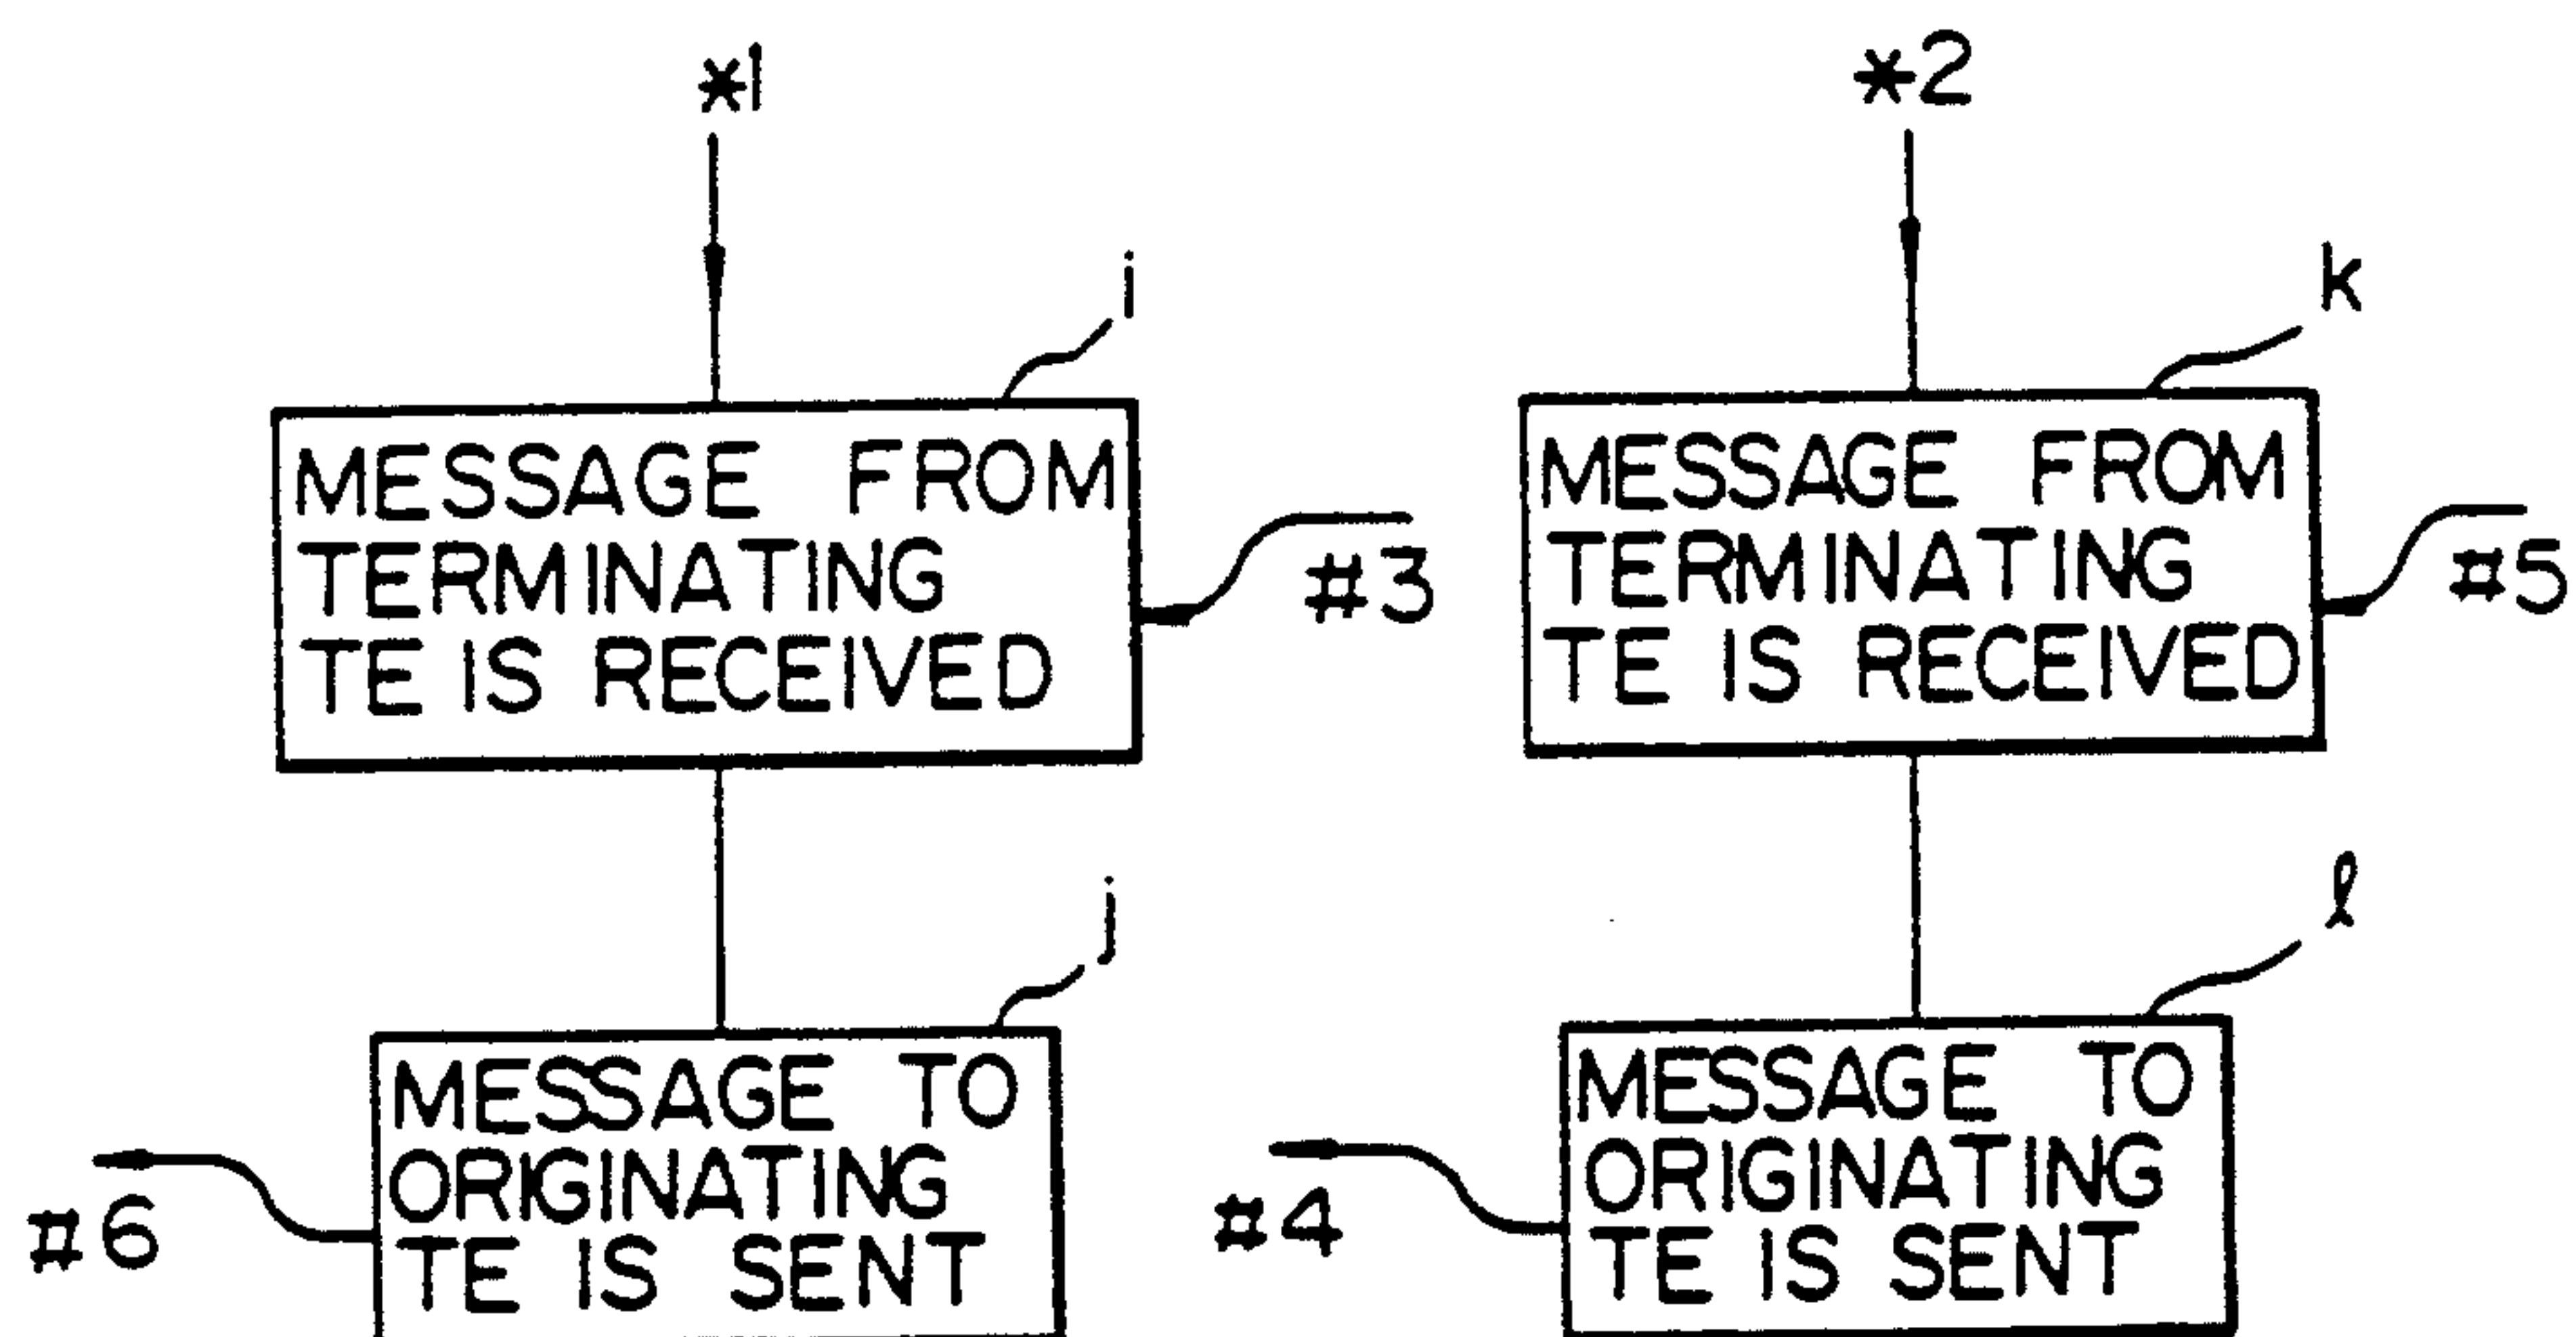 *1
i
MESSAGE FROM
TERMINATING
TE IS RECEIVED
#3
j
MESSAGE TO
ORIGINATING
TE IS SENT
#6
*2
k
MESSAGE FROM
TERMINATING
TE IS RECEIVED
#5
ℓ
MESSAGE TO
ORIGINATING
TE IS SENT
#4